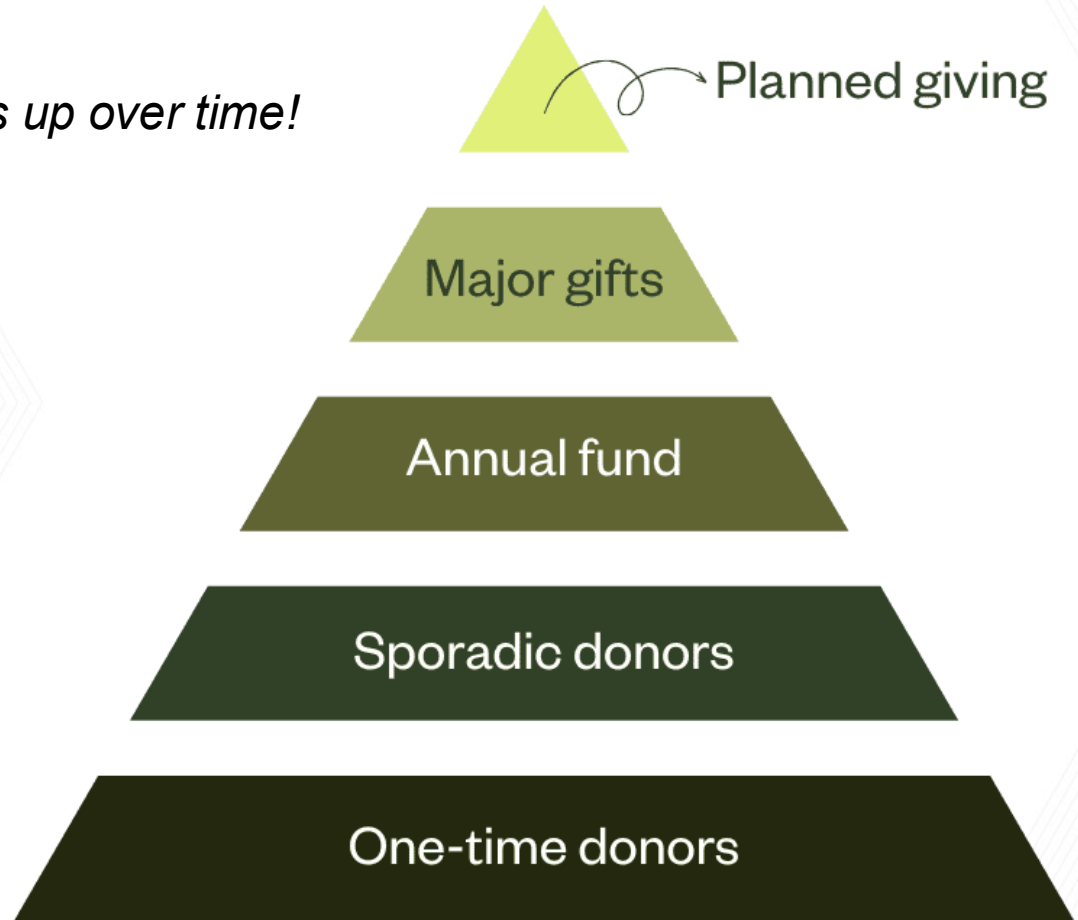 s up over time!
Planned giving
Major gifts
Annual fund
Sporadic donors
One-time donors